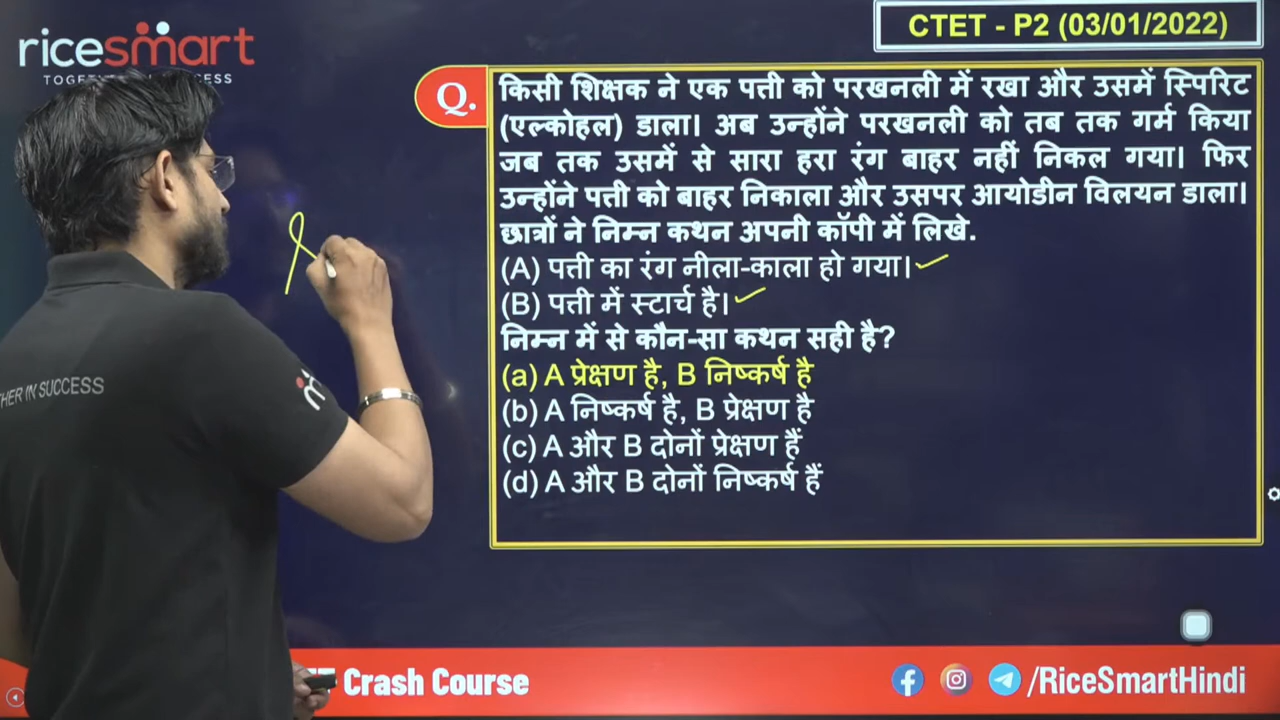 ricesmart
CTET - P2 (03/01/2022)
Q.
किसी शिक्षक ने एक पत्ती को परखनली में रखा और उसमें स्पिरिट
(एल्कोहल) डाला। अब उन्होंने परखनली को तब तक गर्म किया
जब तक उसमें से सारा हरा रंग बाहर नहीं निकल गया। फिर
उन्होंने पत्ती को बाहर निकाला और उसपर आयोडीन विलयन डाला।
छात्रों ने निम्न कथन अपनी कॉपी में लिखे.
(A) पत्ती का रंग नीला-काला हो गया।
(B) पत्ती में स्टार्च है।
निम्न में से कौन-सा कथन सही है?
(a) A प्रेक्षण है, B निष्कर्ष है
(b) A निष्कर्ष है, B प्रेक्षण है
(c) A और B दोनों प्रेक्षण हैं
(d) A और B दोनों निष्कर्ष हैं
IN SUCCESS
Crash Course
/RiceSmartHindi